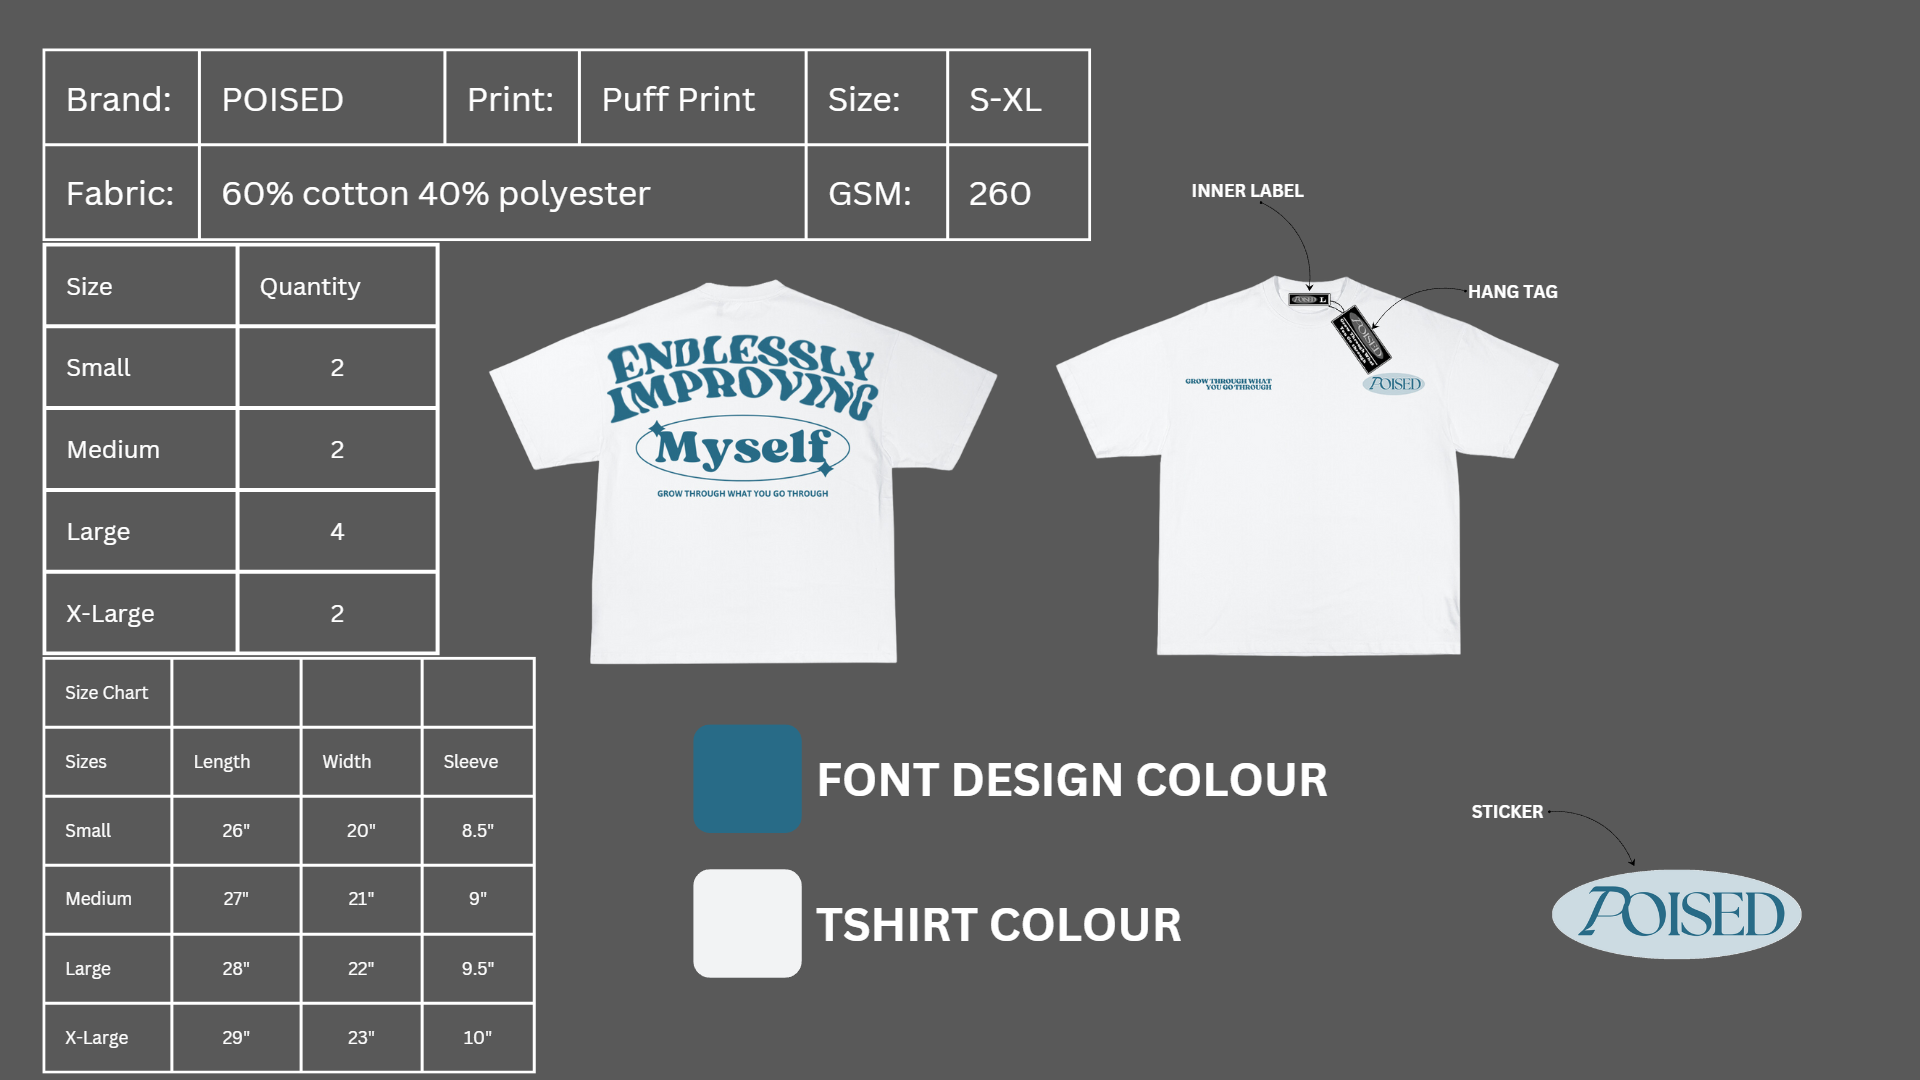 Brand: POISED Print: Puff Print Size: S-XL
Fabric: 60% cotton 40% polyester GSM: 260
Size Quantity
Small 2
Medium 2
Large 4
X-Large 2
Size Chart
Sizes Length Width Sleeve
Small 26" 20" 8.5"
Medium 27" 21" 9"
Large 28" 22" 9.5"
X-Large 29" 23" 10"
ENDLESSLY
IMPROVING
Myself
GROW THROUGH WHAT YOU GO THROUGH
INNER LABEL
HANG TAG
POISED L
POISED
GROW THROUGH WHAT
YOU GO THROUGH
POISED
FONT DESIGN COLOUR
TSHIRT COLOUR
STICKER
POISED